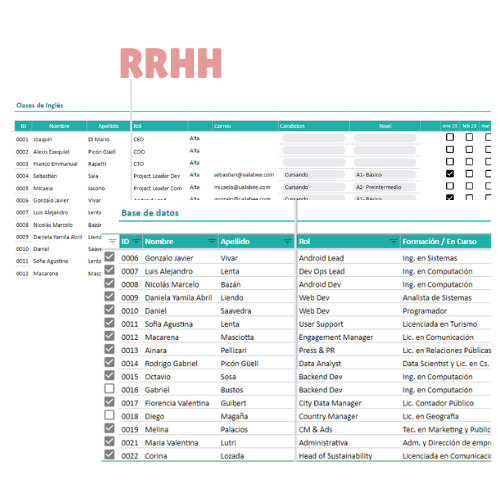 RRHH
Clases de Inglés
ID Nombre Apellido Rol Correo Condicion Nivel ene 23 feb 23 mar
0001 Joaquín Di Mario CEO Alta
0002 Alexis Ezequiel Picón Güell COO Alta
0003 Franco Emmanuel Rapetti CTO Alta
0004 Sebastián Sala Project Leader Dev Alta sebastian@ualabee.com Cursando A1- Básico
0005 Micaela Iacono Project Leader Com Alta micaela@ualabee.com Cursando A2- Preintermedio
0006 Gonzalo Javier Vivar Android Lead Alta gonzalo@ualabee.com Cursando A1- Básico
0007 Luis Alejandro Lenta
0008 Nicolás Marcelo Bazán
0009 Daniela Yamila Abril Liend
0010 Daniel Saave
0011 Sofia Agustina Lenta
0012 Macarena Masc
Base de datos
ID Nombre Apellido Rol Formación / En Curso
0006 Gonzalo Javier Vivar Android Lead Ing. en Sistemas
0007 Luis Alejandro Lenta Dev Ops Lead Ing. en Computación
0008 Nicolás Marcelo Bazán Android Dev Ing. en Computación
0009 Daniela Yamila Abril Liendo Web Dev Analista de Sistemas
0010 Daniel Saavedra Web Dev Programador
0011 Sofia Agustina Lenta User Support Licenciada en Turismo
0012 Macarena Masciotta Engagement Manager Lic. en Comunicación
0013 Ainara Pellizari Press & PR Lic. en Relaciones Públicas
0014 Rodrigo Gabriel Picón Güell Data Analyst Data Scientist y Lic. en Cs.
0015 Octavio Sosa Backend Dev Ing. en Computación
0016 Gabriel Bustos Backend Dev Ing. en Computación
0017 Florencia Valentina Guibert City Data Manager Lic. Contador Público
0018 Diego Magaña Country Manager Lic. en Geografía
0019 Melina Palacios CM & Ads Tec. en Marketing y Public
0021 Maria Valentina Lutri Administrativa Adm. y Dirección de empr
0022 Corina Lozada Head of Sustainability Licenciada en Comunicació